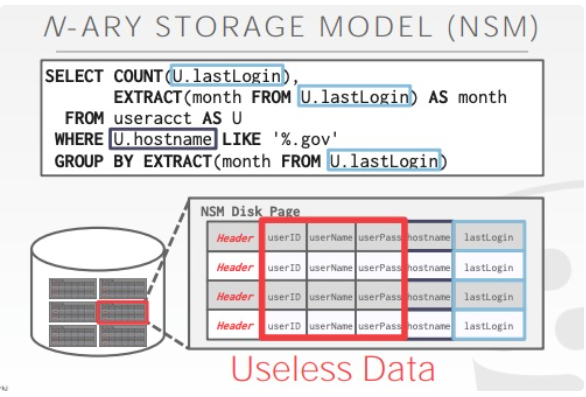 N-ARY STORAGE MODEL (NSM)
SELECT COUNT(U.lastLogin),
EXTRACT(month FROM U.lastLogin) AS month
FROM useracct AS U
WHERE U.hostname LIKE '%.gov'
GROUP BY EXTRACT(month FROM U.lastLogin)
NSM Disk Page
Header userID userName userPass hostname lastLogin
Header userID userName userPass hostname lastLogin
Header userID userName userPass hostname lastLogin
Header userID userName userPass hostname lastLogin
Useless Data